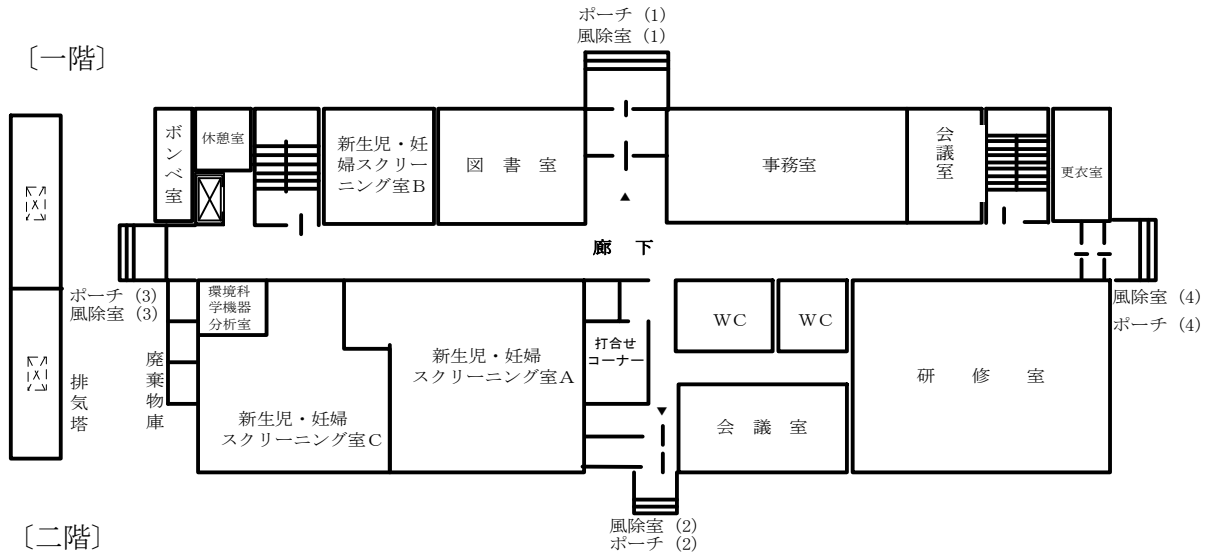 ポーチ (1)
風除室 (1)
〔一階〕
ボンベ室
休憩室
新生児・妊
婦スクリー
ニング室B
図 書 室
事務室
会議室
更衣室
廊 下
ポーチ (3)
風除室 (3)
環境科
学機器
分析室
WC
WC
風除室 (4)
ポーチ (4)
打合せ
コーナー
新生児・妊婦
スクリーニング室A
研 修 室
排気塔
廃棄物庫
新生児・妊婦
スクリーニング室C
会 議 室
風除室 (2)
ポーチ (2)
〔二階〕